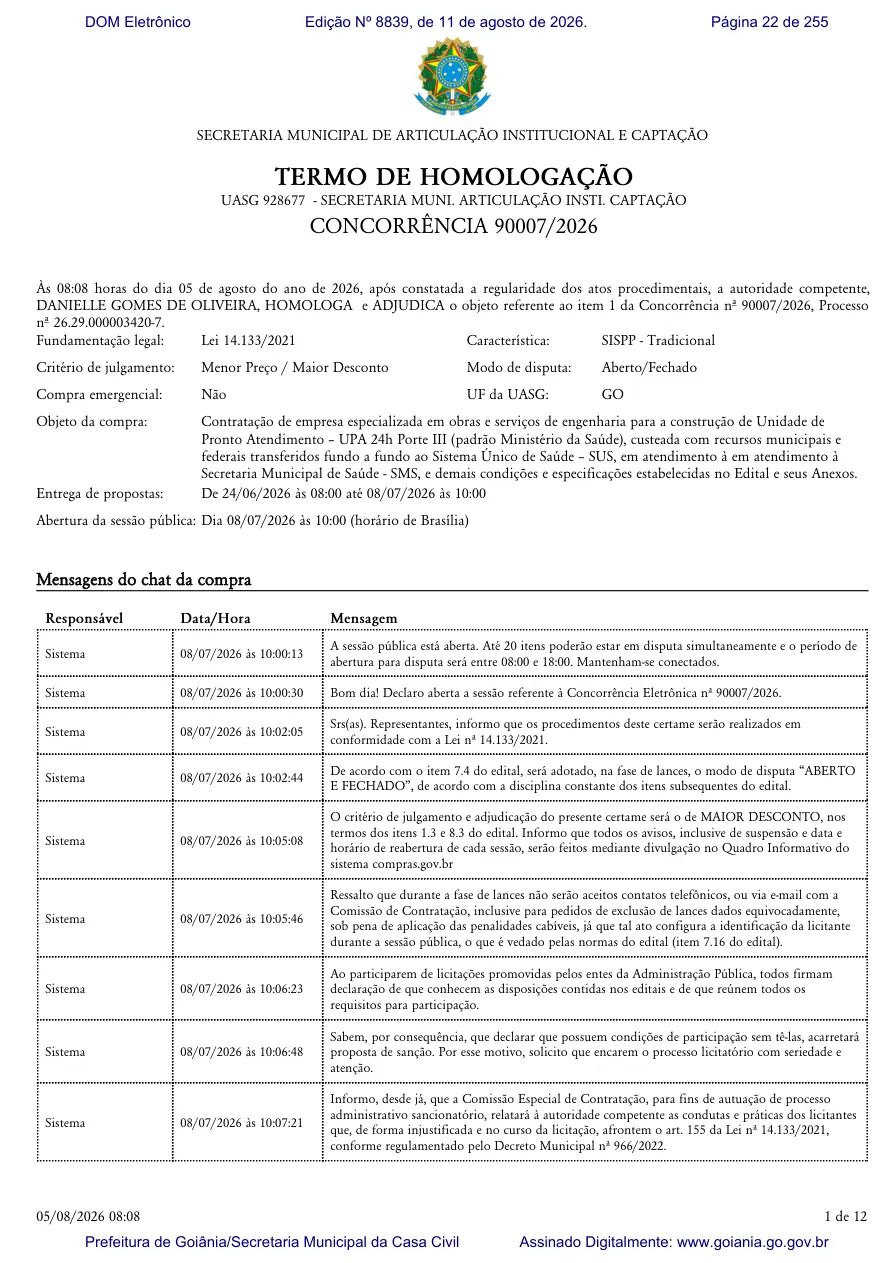 DOM Eletrônico Edição Nº 8839, de 11 de agosto de 2026. Página 22 de 255
SECRETARIA MUNICIPAL DE ARTICULAÇÃO INSTITUCIONAL E CAPTAÇÃO
TERMO DE HOMOLOGAÇÃO
UASG 928677 - SECRETARIA MUNI. ARTICULAÇÃO INSTI. CAPTAÇÃO
CONCORRÊNCIA 90007/2026
Às 08:08 horas do dia 05 de agosto do ano de 2026, após constatada a regularidade dos atos procedimentais, a autoridade competente,
DANIELLE GOMES DE OLIVEIRA, HOMOLOGA e ADJUDICA o objeto referente ao item 1 da Concorrência nª 90007/2026, Processo
nª 26.29.000003420-7.
Fundamentação legal: Lei 14.133/2021 Característica: SISPP - Tradicional
Critério de julgamento: Menor Preço / Maior Desconto Modo de disputa: Aberto/Fechado
Compra emergencial: Não UF da UASG: GO
Objeto da compra: Contratação de empresa especializada em obras e serviços de engenharia para a construção de Unidade de
Pronto Atendimento – UPA 24h Porte III (padrão Ministério da Saúde), custeada com recursos municipais e
federais transferidos fundo a fundo ao Sistema Único de Saúde – SUS, em atendimento à em atendimento à
Secretaria Municipal de Saúde - SMS, e demais condições e especificações estabelecidas no Edital e seus Anexos.
Entrega de propostas: De 24/06/2026 às 08:00 até 08/07/2026 às 10:00
Abertura da sessão pública: Dia 08/07/2026 às 10:00 (horário de Brasília)
Mensagens do chat da compra
Responsável Data/Hora Mensagem
Sistema 08/07/2026 às 10:00:13 A sessão pública está aberta. Até 20 itens poderão estar em disputa simultaneamente e o período de
abertura para disputa será entre 08:00 e 18:00. Mantenham-se conectados.
Sistema 08/07/2026 às 10:00:30 Bom dia! Declaro aberta a sessão referente à Concorrência Eletrônica nª 90007/2026.
Sistema 08/07/2026 às 10:02:05 Srs(as). Representantes, informo que os procedimentos deste certame serão realizados em
conformidade com a Lei nª 14.133/2021.
Sistema 08/07/2026 às 10:02:44 De acordo com o item 7.4 do edital, será adotado, na fase de lances, o modo de disputa “ABERTO
E FECHADO”, de acordo com a disciplina constante dos itens subsequentes do edital.
Sistema 08/07/2026 às 10:05:08 O critério de julgamento e adjudicação do presente certame será o de MAIOR DESCONTO, nos
termos dos itens 1.3 e 8.3 do edital. Informo que todos os avisos, inclusive de suspensão e data e
horário de reabertura de cada sessão, serão feitos mediante divulgação no Quadro Informativo do
sistema compras.gov.br
Sistema 08/07/2026 às 10:05:46 Ressalto que durante a fase de lances não serão aceitos contatos telefônicos, ou via e-mail com a
Comissão de Contratação, inclusive para pedidos de exclusão de lances dados equivocadamente,
sob pena de aplicação das penalidades cabíveis, já que tal ato configura a identificação da licitante
durante a sessão pública, o que é vedado pelas normas do edital (item 7.16 do edital).
Sistema 08/07/2026 às 10:06:23 Ao participarem de licitações promovidas pelos entes da Administração Pública, todos firmam
declaração de que conhecem as disposições contidas nos editais e de que reúnem todos os
requisitos para participação.
Sistema 08/07/2026 às 10:06:48 Sabem, por consequência, que declarar que possuem condições de participação sem tê-las, acarretará
proposta de sanção. Por esse motivo, solicito que encarem o processo licitatório com seriedade e
atenção.
Sistema 08/07/2026 às 10:07:21 Informo, desde já, que a Comissão Especial de Contratação, para fins de autuação de processo
administrativo sancionatório, relatará à autoridade competente as condutas e práticas dos licitantes
que, de forma injustificada e no curso da licitação, afrontem o art. 155 da Lei nª 14.133/2021,
conforme regulamentado pelo Decreto Municipal nª 966/2022.
05/08/2026 08:08 1 de 12
Prefeitura de Goiânia/Secretaria Municipal da Casa Civil Assinado Digitalmente: www.goiania.go.gov.br